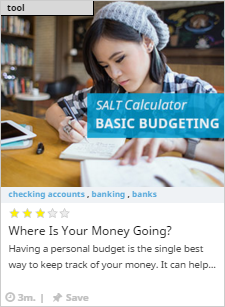 tool
SALT Calculator
BASIC BUDGETING
checking accounts , banking , banks
Where Is Your Money Going?
Having a personal budget is the single best
way to keep track of your money. It can help...
3m. | Save